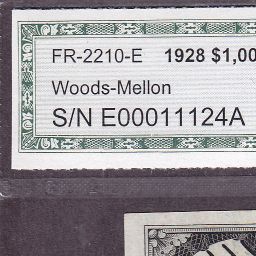 FR-2210-E 1928 $1,00
Woods-Mellon
S/N E00011124A